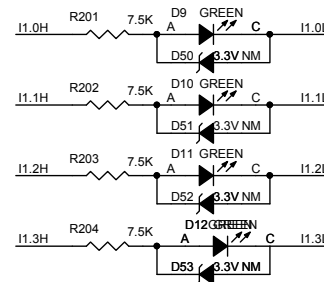 D9 GREEN
R201 7.5K
I1.0H A C I1.0L
D50 3.3V NM
D10 GREEN
R202 7.5K
I1.1H A C I1.1L
D51 3.3V NM
D11 GREEN
R203 7.5K
I1.2H A C I1.2L
D52 3.3V NM
D12 GREEN
R204 7.5K
I1.3H A C I1.3L
D53 3.3V NM